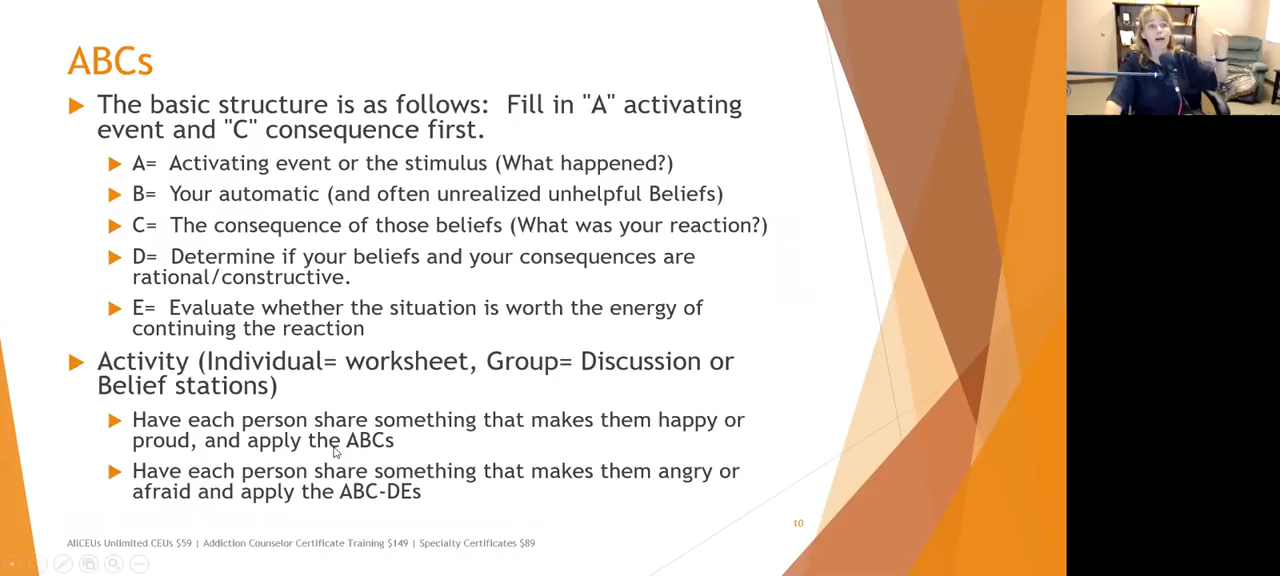 ABCs
The basic structure is as follows:  Fill in "A" activating
event and "C" consequence first.
A=  Activating event or the stimulus (What happened?)
B=  Your automatic (and often unrealized unhelpful Beliefs)
C=  The consequence of those beliefs (What was your reaction?)
D=  Determine if your beliefs and your consequences are
rational/constructive.
E=  Evaluate whether the situation is worth the energy of
continuing the reaction
Activity (Individual= worksheet, Group= Discussion or
Belief stations)
Have each person share something that makes them happy or
proud, and apply the ABCs
Have each person share something that makes them angry or
afraid and apply the ABC-DEs
10
AllCEUs Unlimited CEUs $59 | Addiction Counselor Certificate Training $149 | Specialty Certificates $89